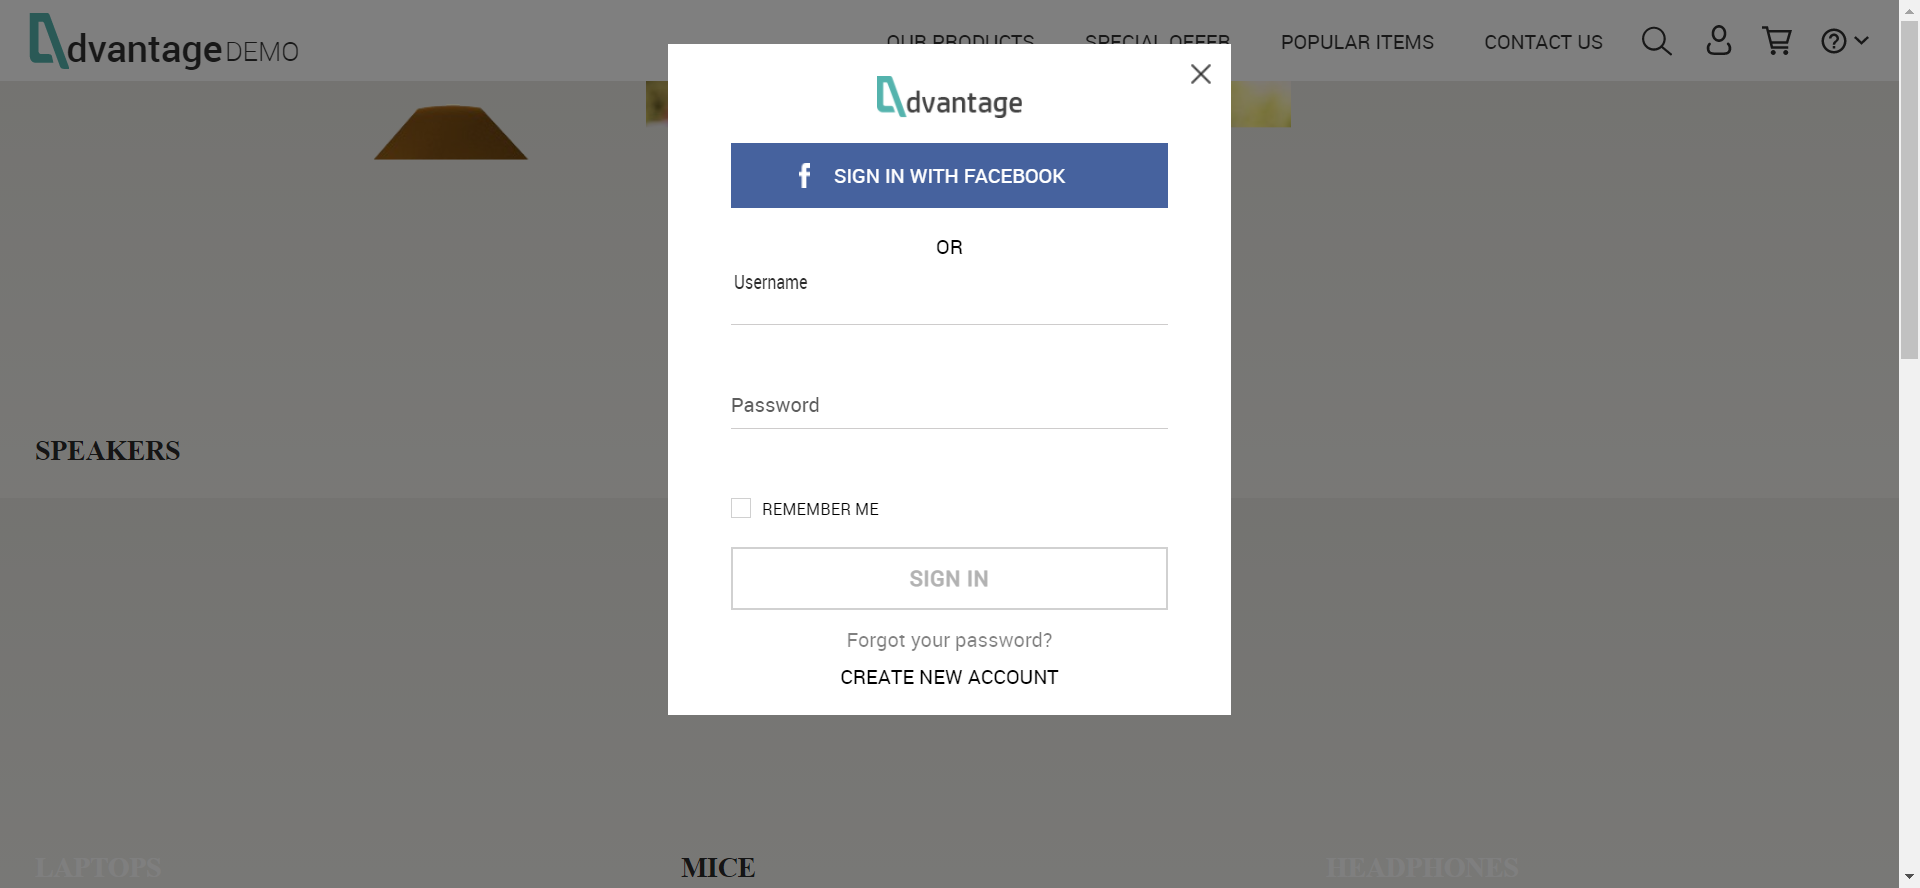 dvantage DEMO
OUR PRODUCTS SPECIAL OFFER POPULAR ITEMS CONTACT US
dvantage
SIGN IN WITH FACEBOOK
OR
Username
Password
SPEAKERS
REMEMBER ME
SIGN IN
Forgot your password?
CREATE NEW ACCOUNT
LAPTOPS MICE HEADPHONES